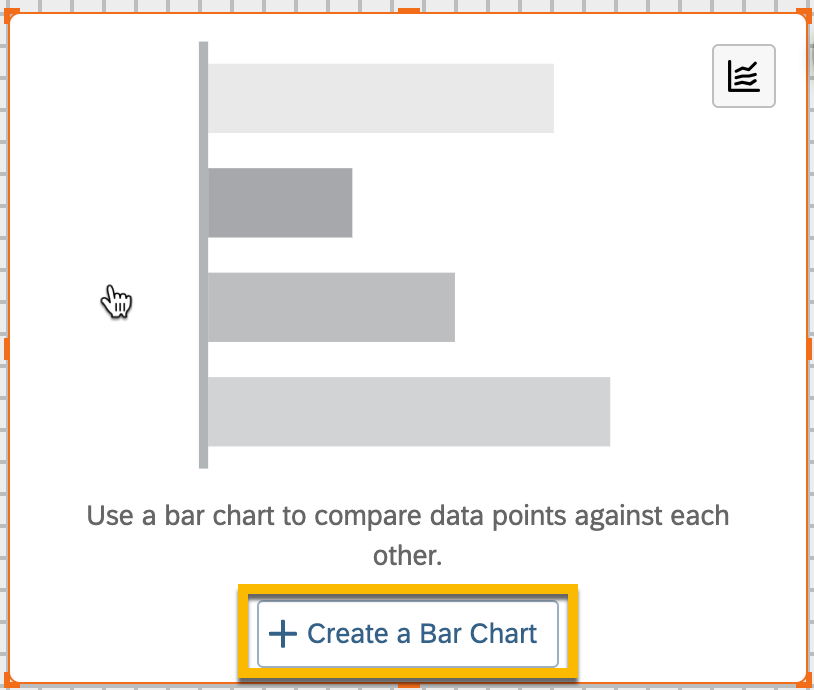 Use a bar chart to compare data points against each
other.
Create a Bar Chart